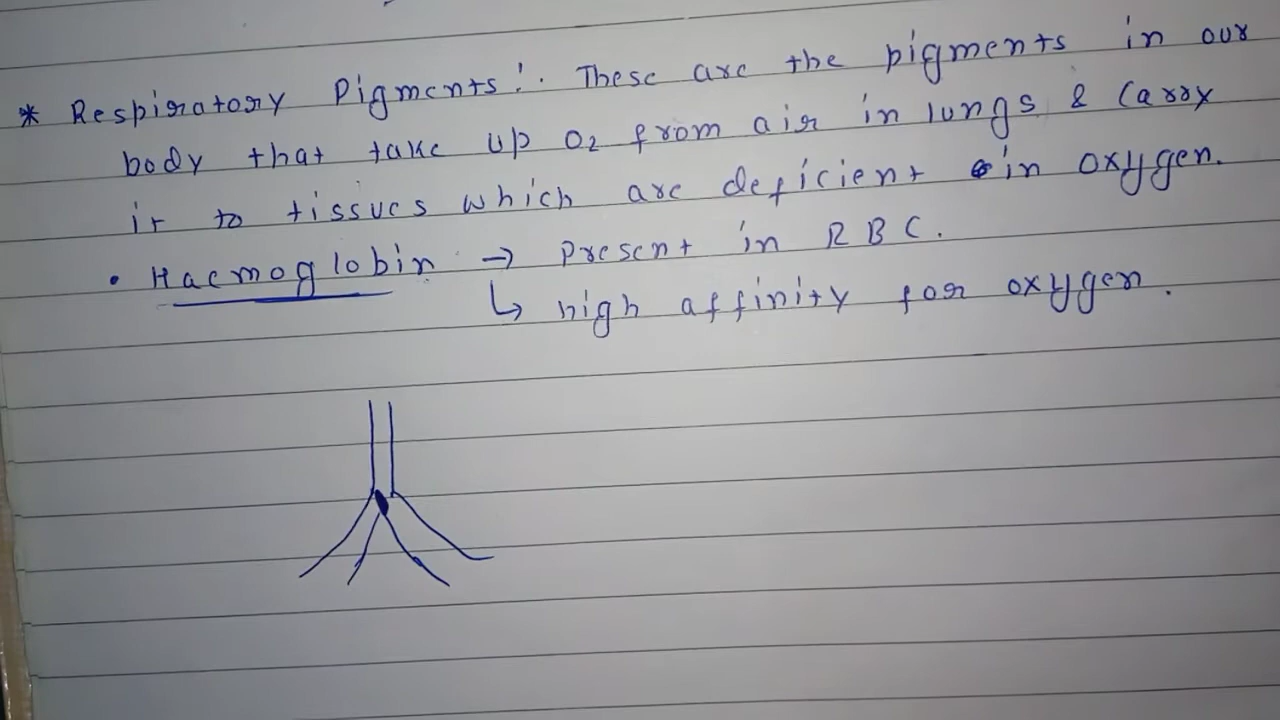 * Respiratory Pigments :. These are the pigments in our
body that take up O2 from air in lungs & Carry
it to tissues which are deficient in oxygen.
• Haemoglobin → Present in RBC.
↳ high affinity for oxygen.